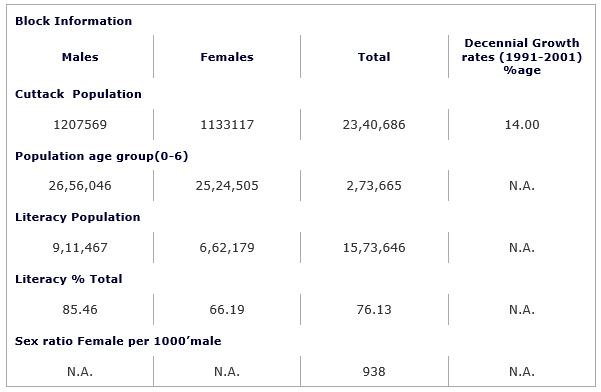 Block Information
Males Females Total Decennial Growth rates (1991-2001) %age
Cuttack Population
1207569 1133117 23,40,686 14.00
Population age group(0-6)
26,56,046 25,24,505 2,73,665 N.A.
Literacy Population
9,11,467 6,62,179 15,73,646 N.A.
Literacy % Total
85.46 66.19 76.13 N.A.
Sex ratio Female per 1000’male
N.A. N.A. 938 N.A.